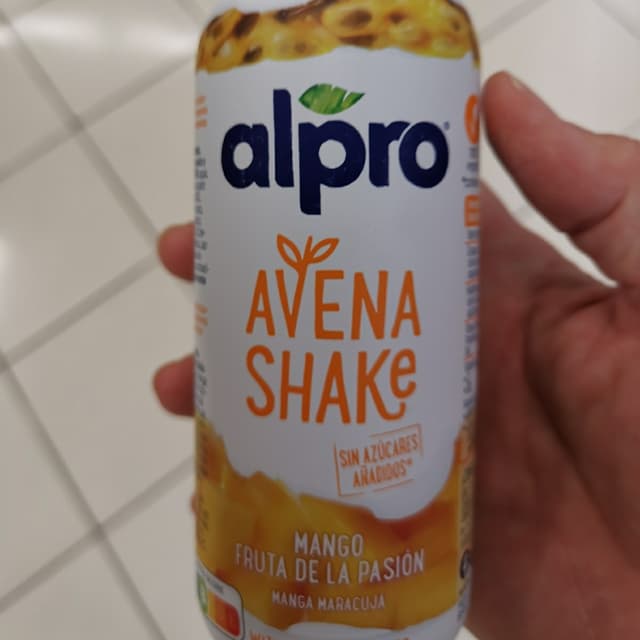 alpro
AVENA
SHAKe
SIN AZÚCARES
AÑADIDOS*
MANGO
FRUTA DE LA PASIÓN
MANGA MARACUJA